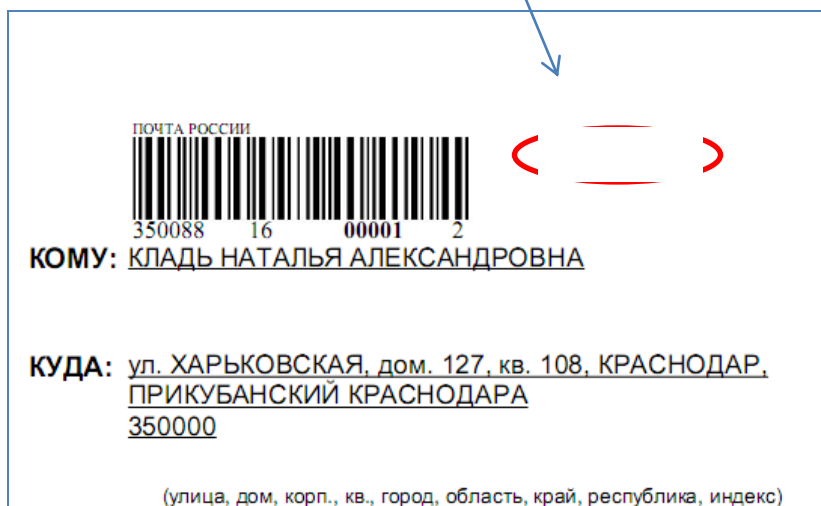 ПОЧТА РОССИИ
350088 16 00001 2
КОМУ: КЛАДЬ НАТАЛЬЯ АЛЕКСАНДРОВНА
КУДА: ул. ХАРЬКОВСКАЯ, дом. 127, кв. 108, КРАСНОДАР,
ПРИКУБАНСКИЙ КРАСНОДАРА
350000
(улица, дом, корп., кв., город, область, край, республика, индекс)